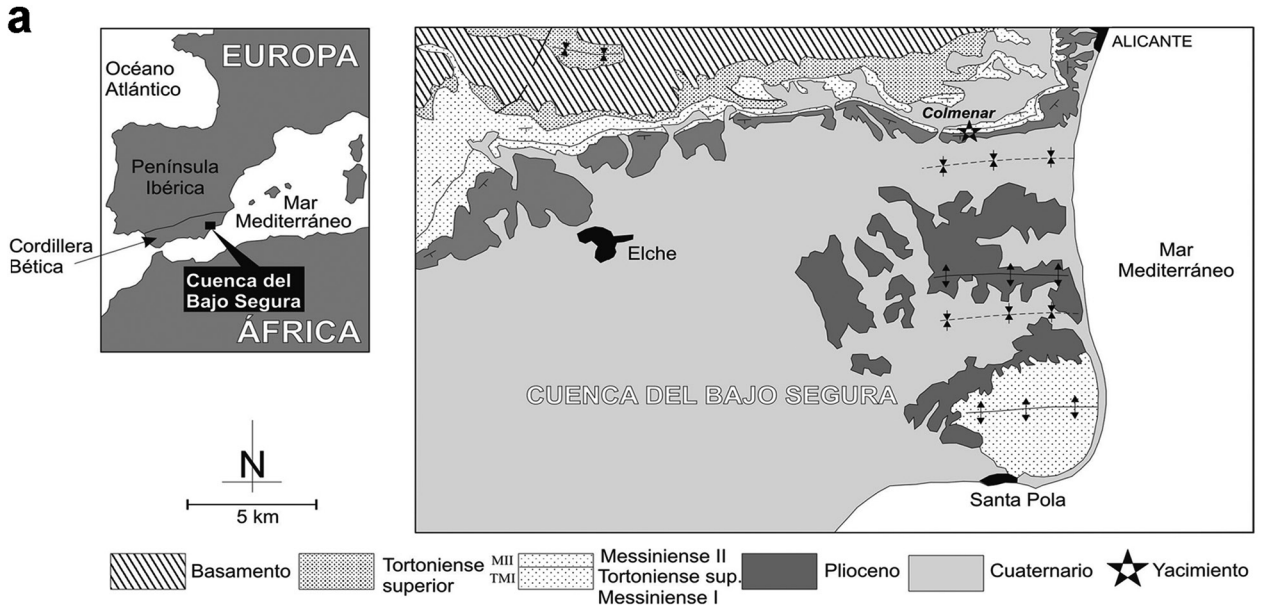 a
EUROPA
Océano
Atlántico
Península
Ibérica
Mar
Mediterráneo
Cordillera
Bética
Cuenca del
Bajo Segura
ÁFRICA
N
5 km
ALICANTE
Colmenar
Elche
Mar
Mediterráneo
CUENCA DEL BAJO SEGURA
Santa Pola
Basamento
Tortoniense
superior
MII
TMI
Messiniense II
Tortoniense sup.
Messiniense I
Plioceno
Cuaternario
Yacimiento